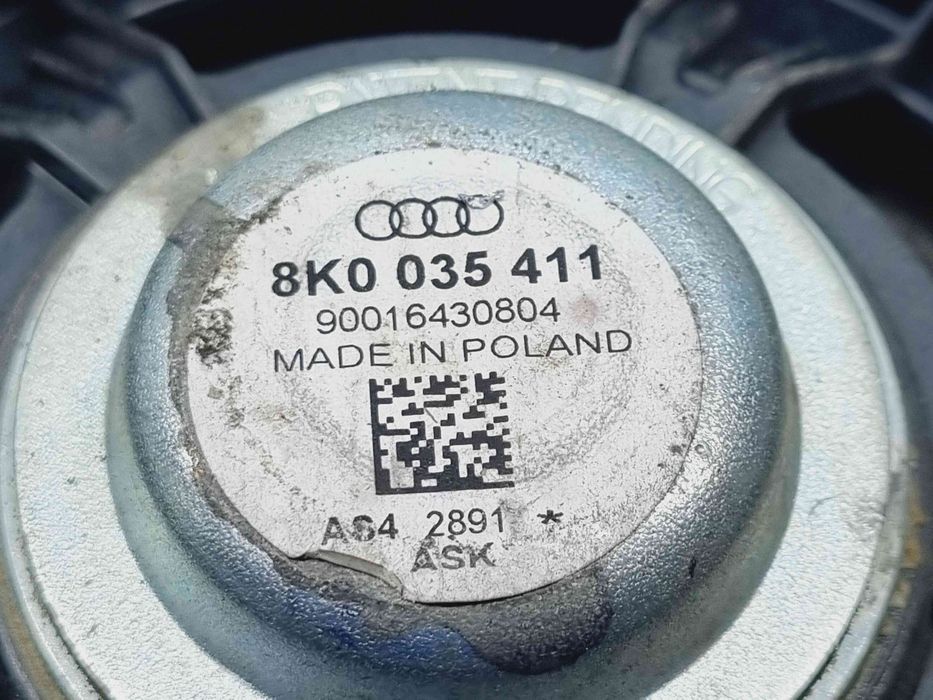 8K0 035 411
90016430804
MADE IN POLAND
AS4 2891 *
ASK